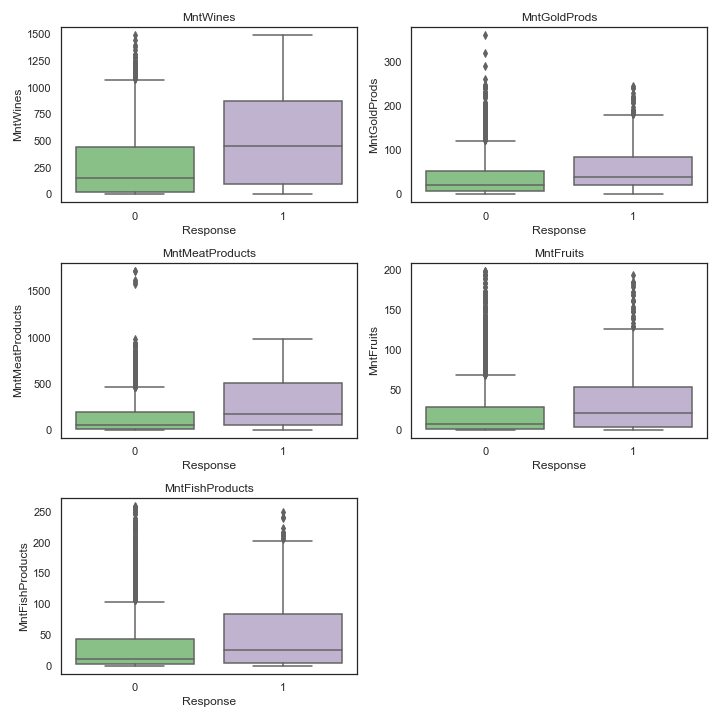 MntWines
1500
1250
1000
750
500
250
0
MntWines
0 1
Response
MntGoldProds
300
200
100
0
MntGoldProds
0 1
Response
MntMeatProducts
1500
1000
500
0
MntMeatProducts
0 1
Response
MntFruits
200
150
100
50
0
MntFruits
0 1
Response
MntFishProducts
250
200
150
100
50
0
MntFishProducts
0 1
Response